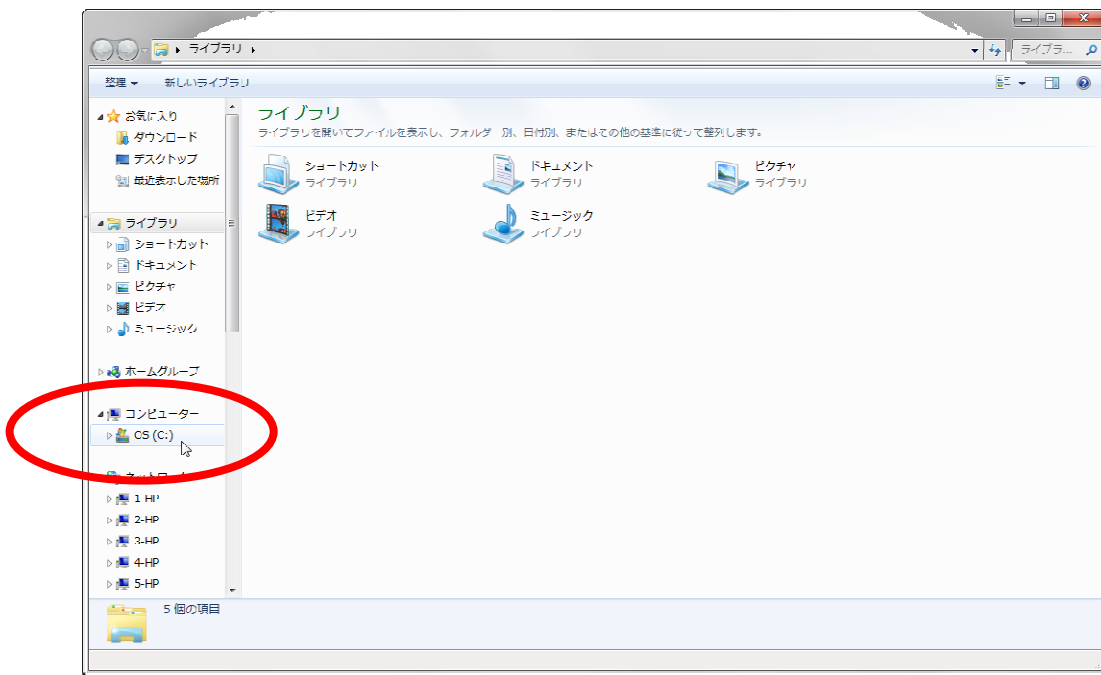 ライブラリ
ライブラ...
整理 新しいライブラリ
お気に入り
ダウンロード
デスクトップ
最近表示した場所
ライブラリ
ショートカット
ドキュメント
ピクチャ
ビデオ
ミュージック
ホームグループ
コンピューター
OS (C:)
1-HP
2-HP
3-HP
4-HP
5-HP
ライブラリ
ライブラリを開いてファイルを表示し、フォルダー別、日付別、またはその他の基準に従って整列します。
ショートカット
ライブラリ
ドキュメント
ライブラリ
ピクチャ
ライブラリ
ビデオ
ライブラリ
ミュージック
ライブラリ
5 個の項目